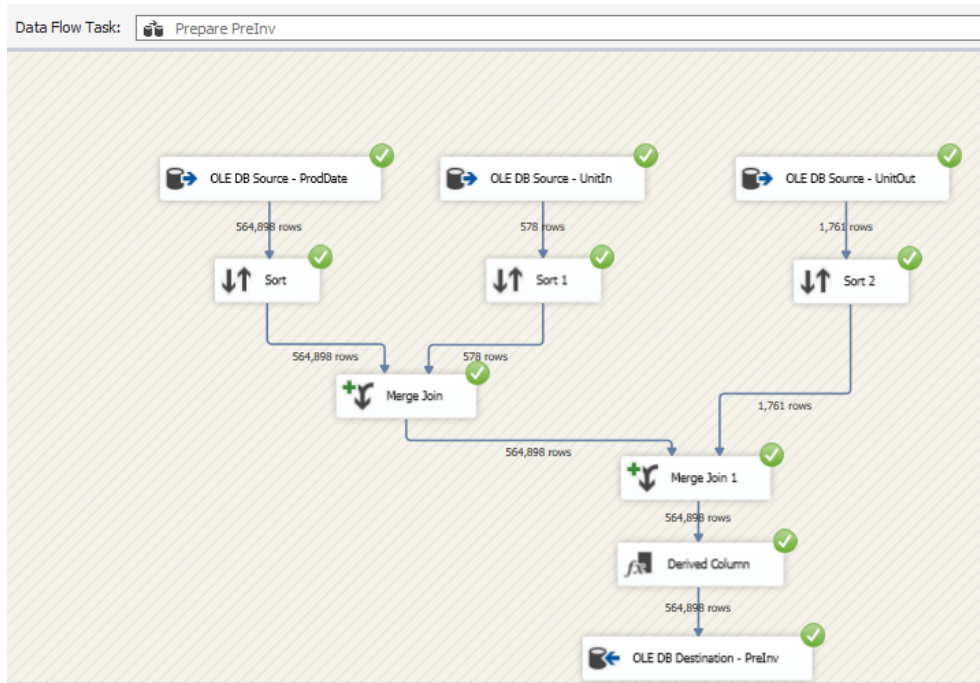 Data Flow Task: Prepare PreInv
OLE DB Source - ProdDate
OLE DB Source - UnitIn
OLE DB Source - UnitOut
564,898 rows
578 rows
1,761 rows
Sort
Sort 1
Sort 2
564,898 rows
578 rows
Merge Join
1,761 rows
564,898 rows
Merge Join 1
564,898 rows
fx Derived Column
564,898 rows
OLE DB Destination - PreInv